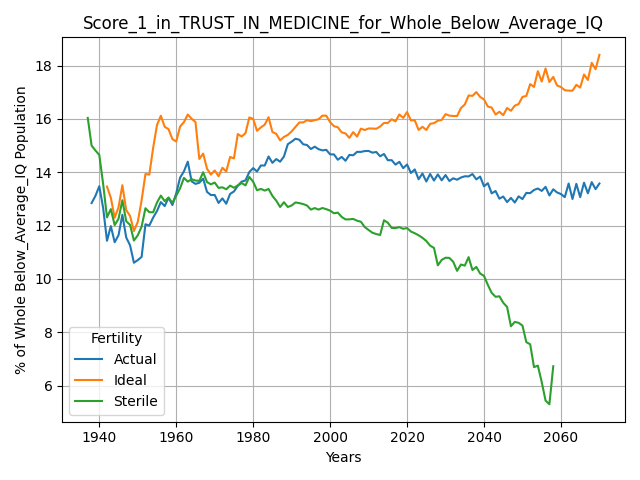 Score_1_in_TRUST_IN_MEDICINE_for_Whole_Below_Average_IQ
% of Whole Below_Average_IQ Population
18
16
14
12
10
8
6
Fertility
Actual
Ideal
Sterile
1940 1960 1980 2000 2020 2040 2060
Years